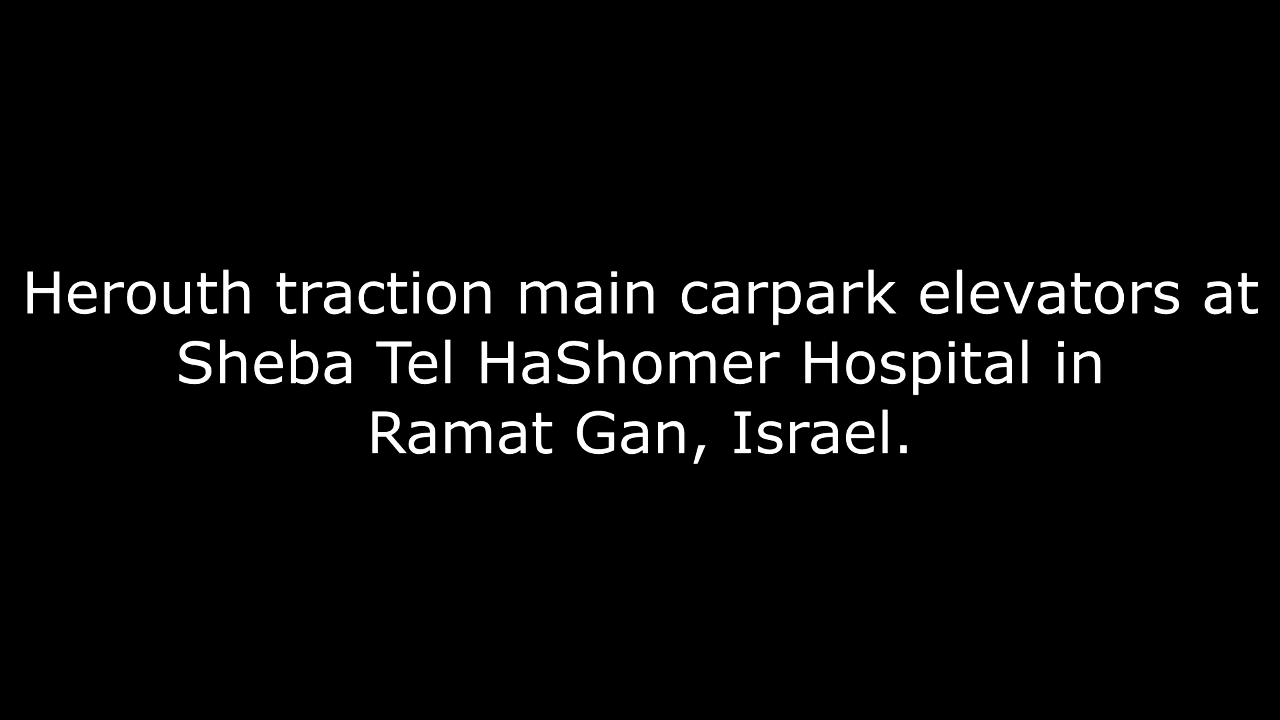 Herouth traction main carpark elevators at
Sheba Tel HaShomer Hospital in
Ramat Gan, Israel.